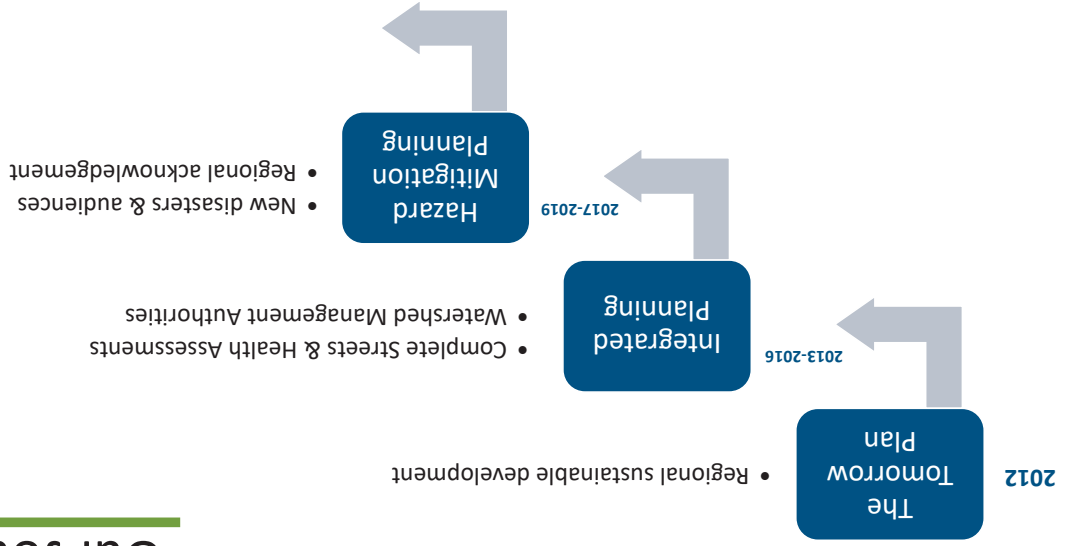 2012
The
Tomorrow
Plan
• Regional sustainable development
2013-2016
Integrated
Planning
• Complete Streets & Health Assessments
• Watershed Management Authorities
2017-2019
Hazard
Mitigation
Planning
• New disasters & audiences
• Regional acknowledgement